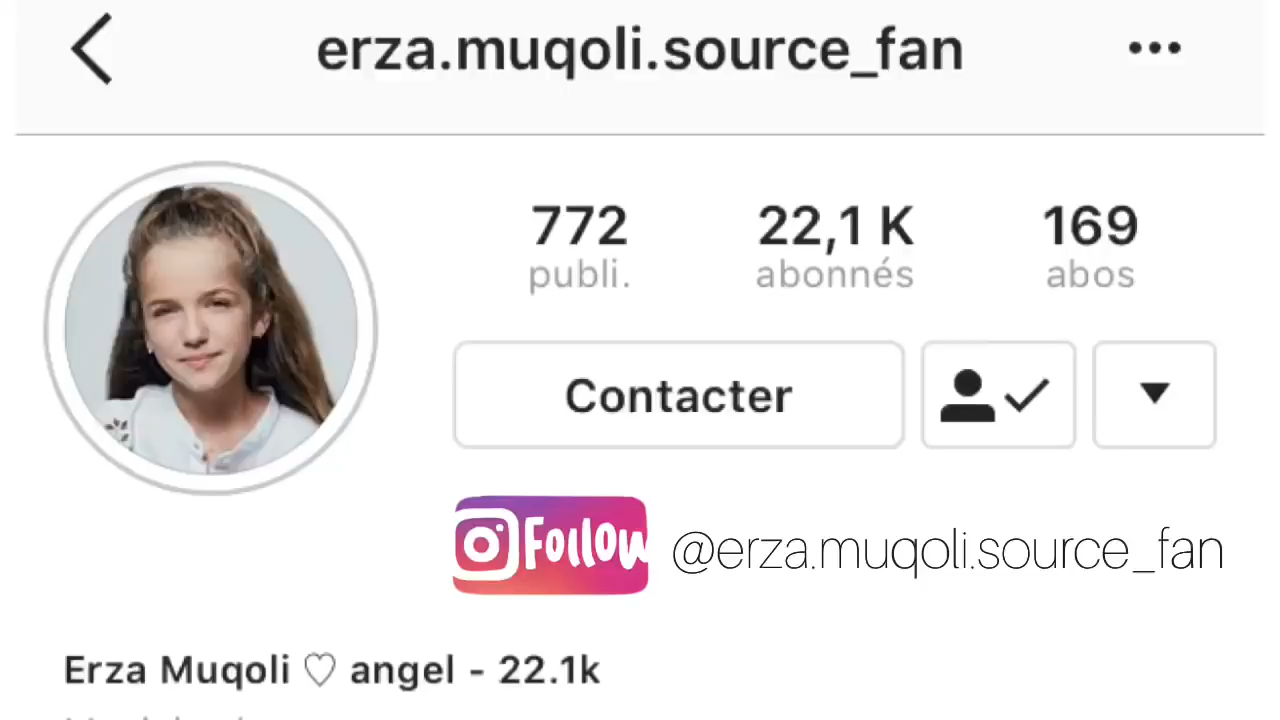 erza.muqoli.source_fan
772 22,1 K 169
publi. abonnés abos
Contacter
Follow @erza.muqoli.source_fan
Erza Muqoli ♡ angel - 22.1k